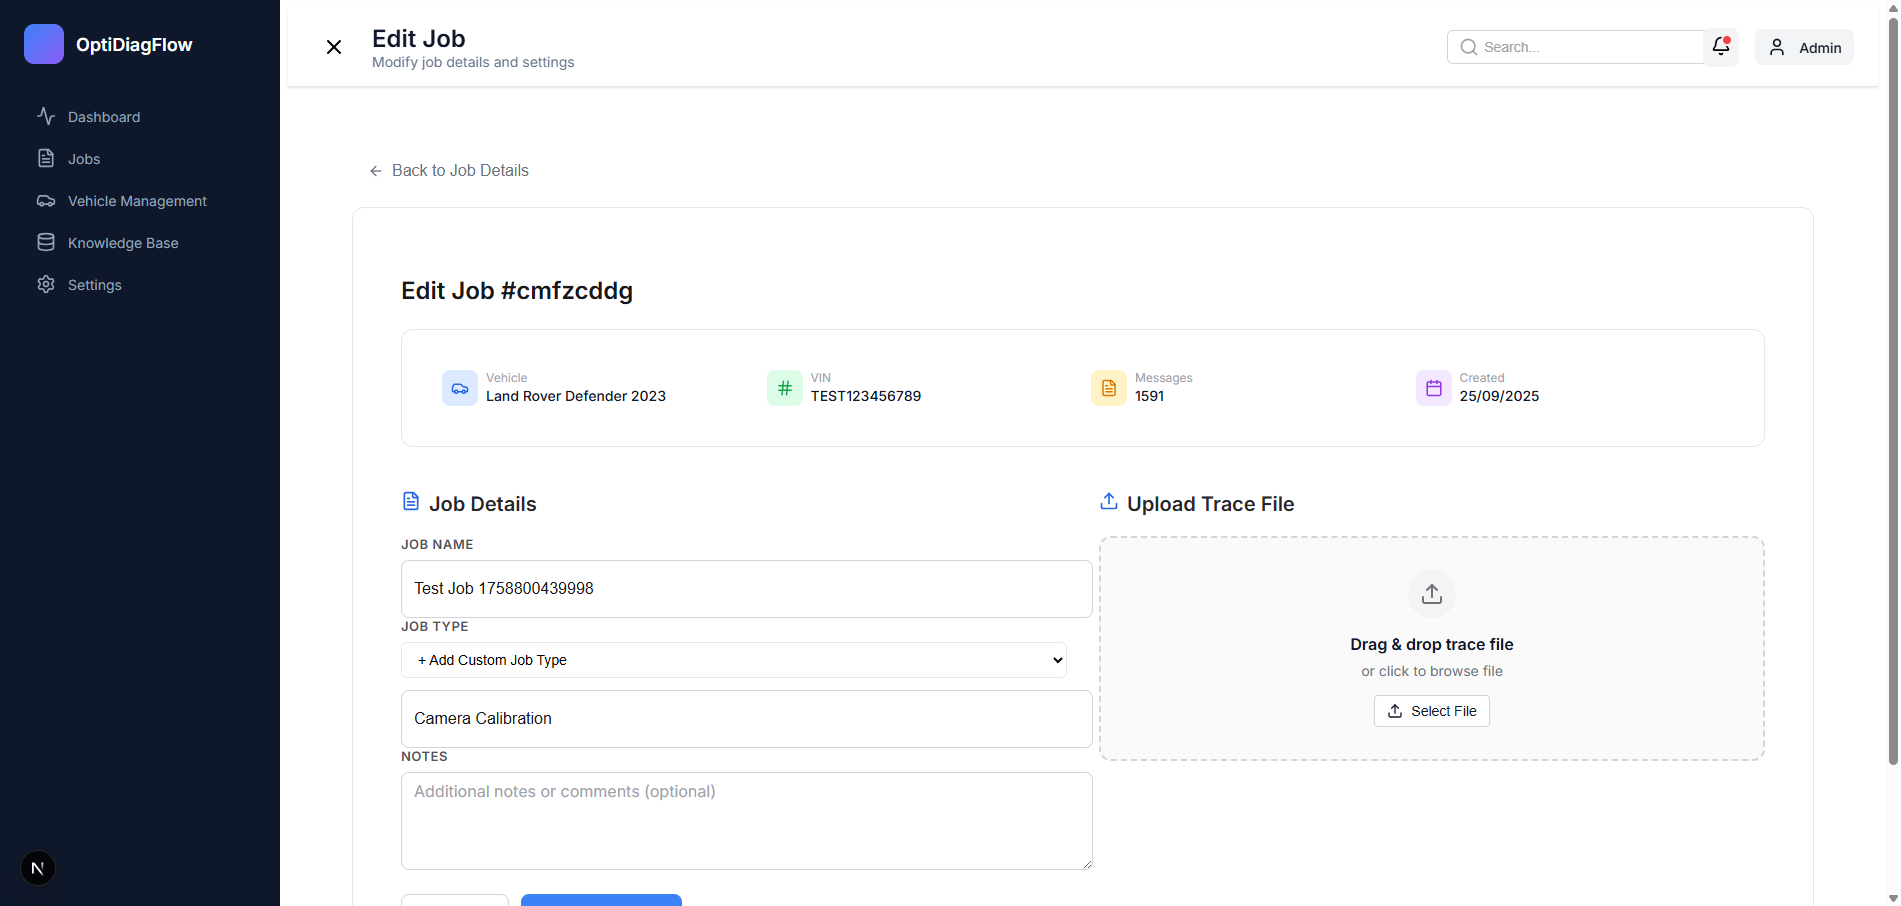 OptiDiagFlow
Dashboard
Jobs
Vehicle Management
Knowledge Base
Settings
N
Edit Job
Modify job details and settings
Search...
Admin
Back to Job Details
Edit Job #cmfzcddg
Vehicle
Land Rover Defender 2023
VIN
TEST123456789
Messages
1591
Created
25/09/2025
Job Details
JOB NAME
Test Job 1758800439998
JOB TYPE
+ Add Custom Job Type
Camera Calibration
NOTES
Additional notes or comments (optional)
Upload Trace File
Drag & drop trace file
or click to browse file
Select File